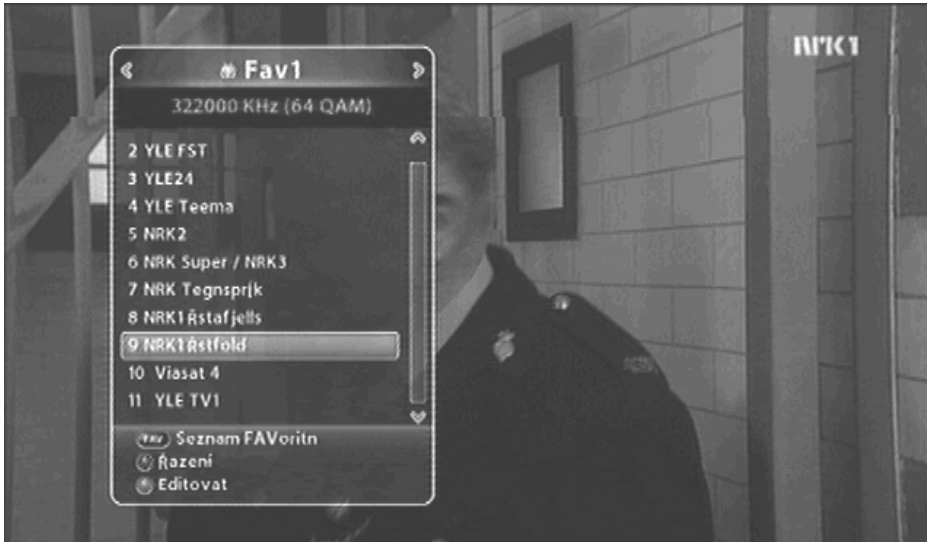 NRK1
Fav1
322000 KHz (64 QAM)
2 YLE FST
3 YLE24
4 YLE Teema
5 NRK2
6 NRK Super / NRK3
7 NRK Tegnsprįk
8 NRK1 Řstafjells
9 NRK1 Řstfold
10 Viasat 4
11 YLE TV1
FAV Seznam FAVoritn
Řazení
Editovat